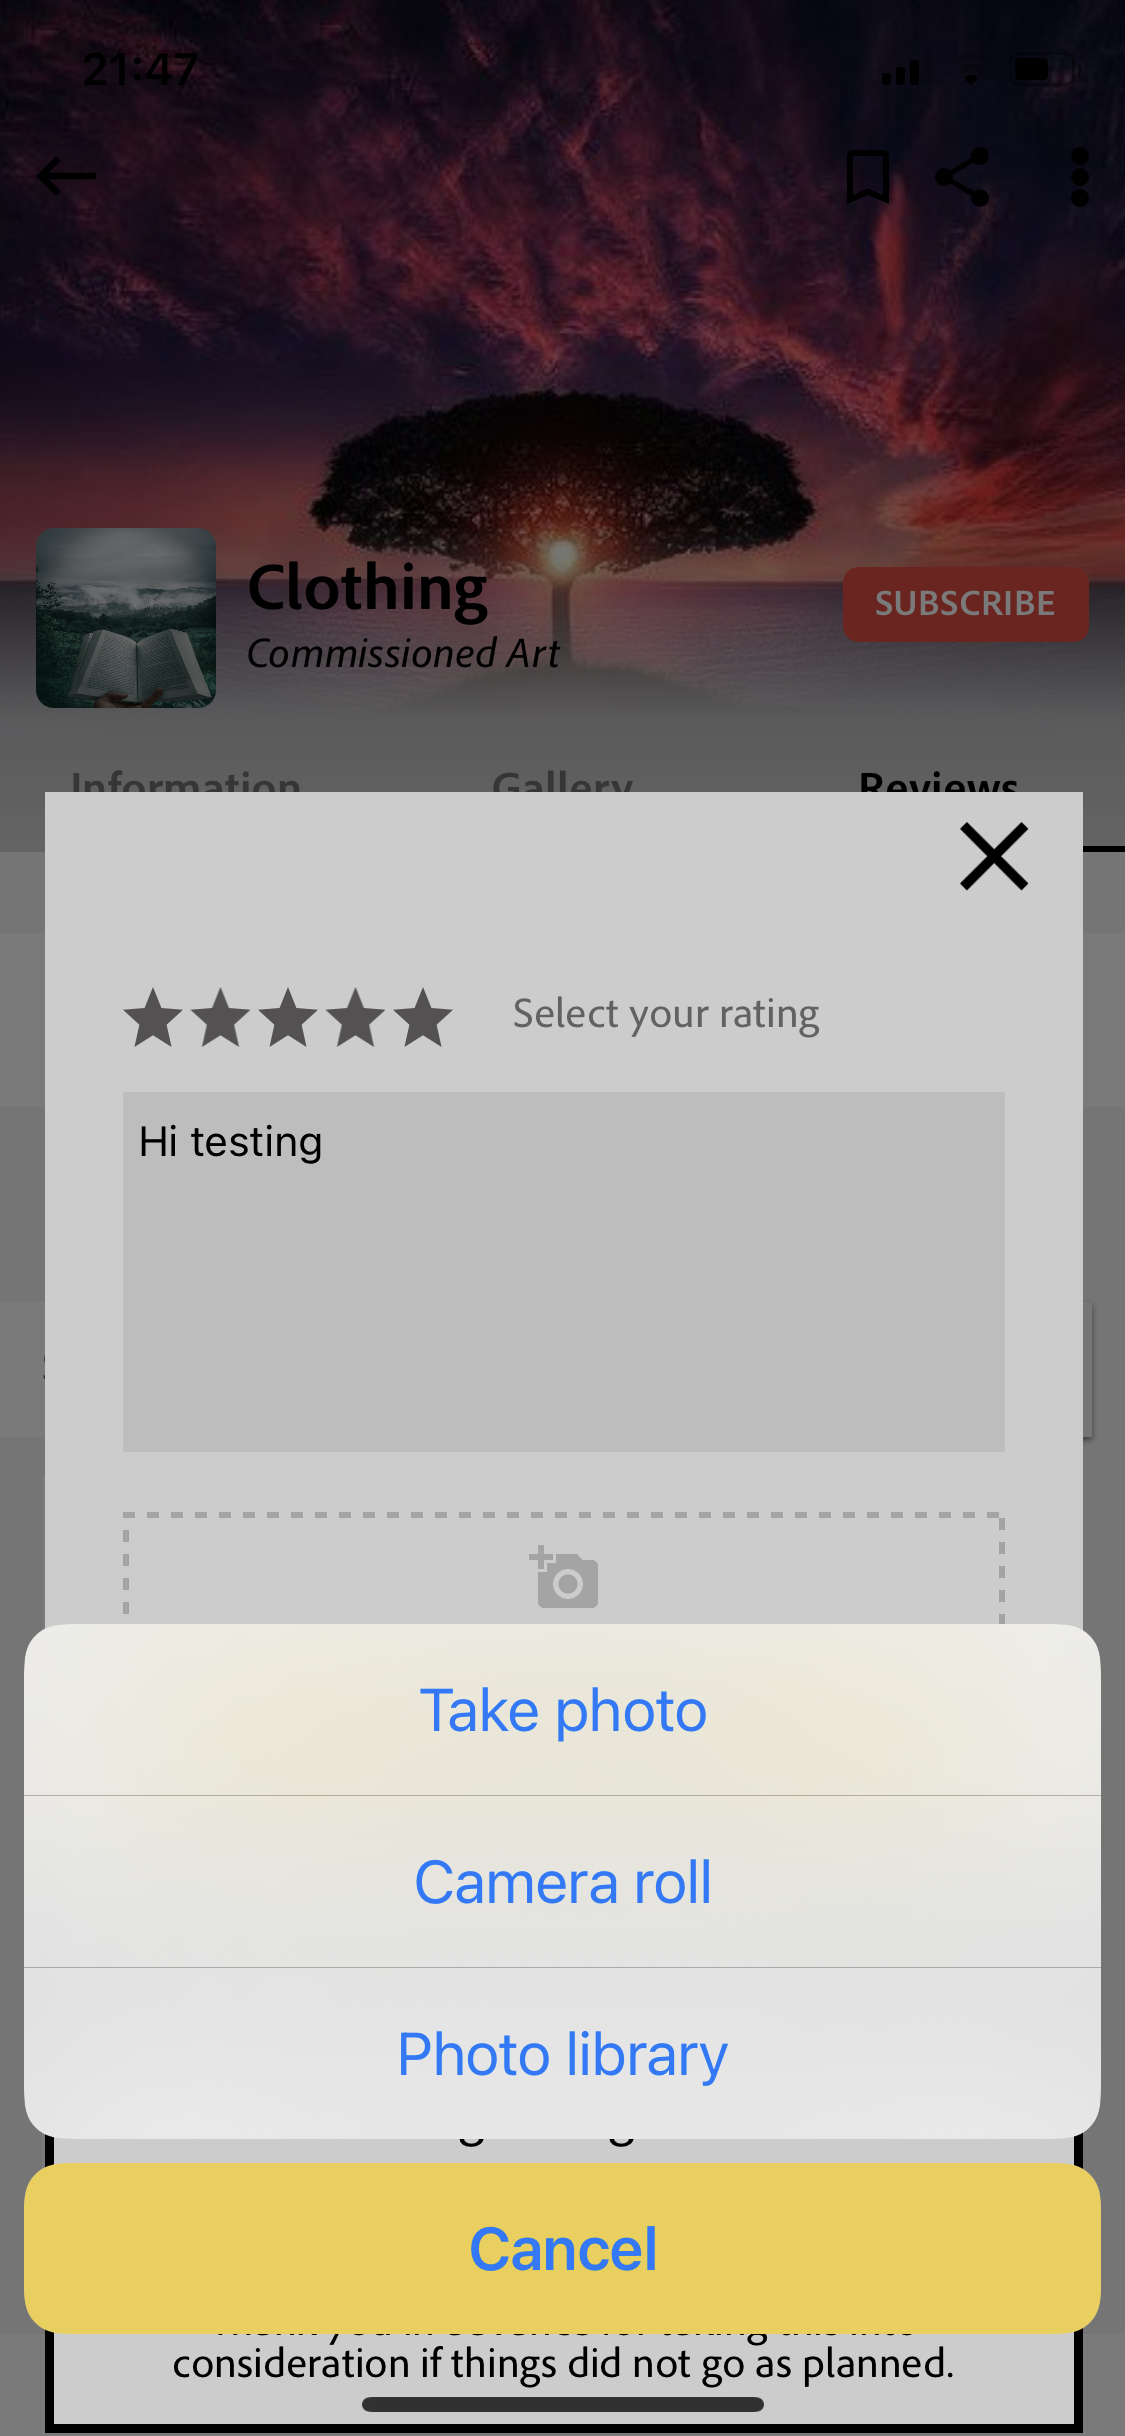 21:47
Clothing
Commissioned Art
SUBSCRIBE
Information Gallery Reviews
Select your rating
Hi testing
Take photo
Camera roll
Photo library
Cancel
consideration if things did not go as planned.